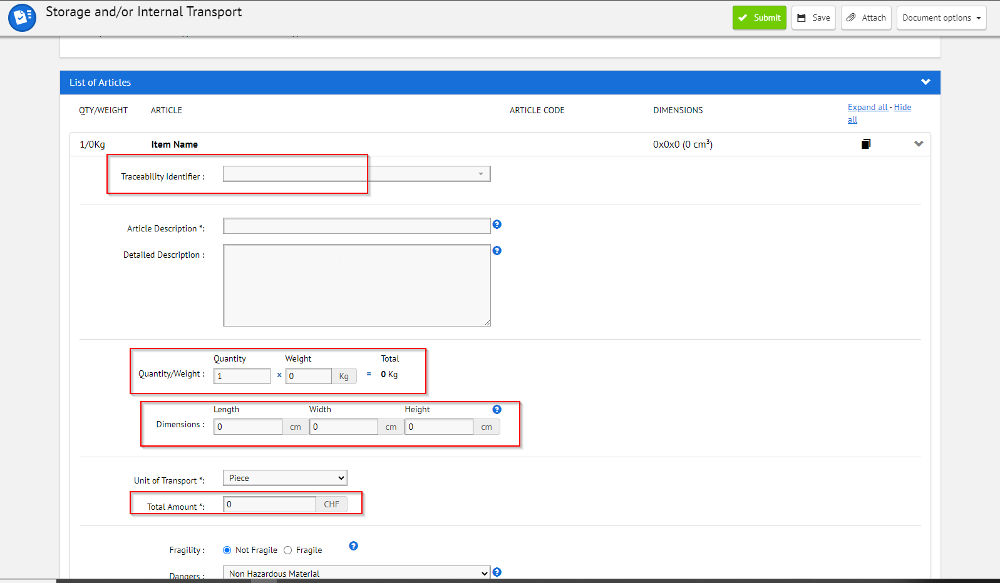 Storage and/or Internal Transport
Submit Save Attach Document options
List of Articles
QTY/WEIGHT ARTICLE ARTICLE CODE DIMENSIONS Expand all - Hide all
1/0Kg Item Name 0x0x0 (0 cm³)
Traceability Identifier :
Article Description *: ?
Detailed Description : ?
Quantity Weight Total
Quantity/Weight : 1 x 0 Kg = 0 Kg
Length Width Height ?
Dimensions : 0 cm 0 cm 0 cm
Unit of Transport *: Piece
Total Amount *: 0 CHF
Fragility : Not Fragile Fragile ?
Dangers : Non Hazardous Material ?